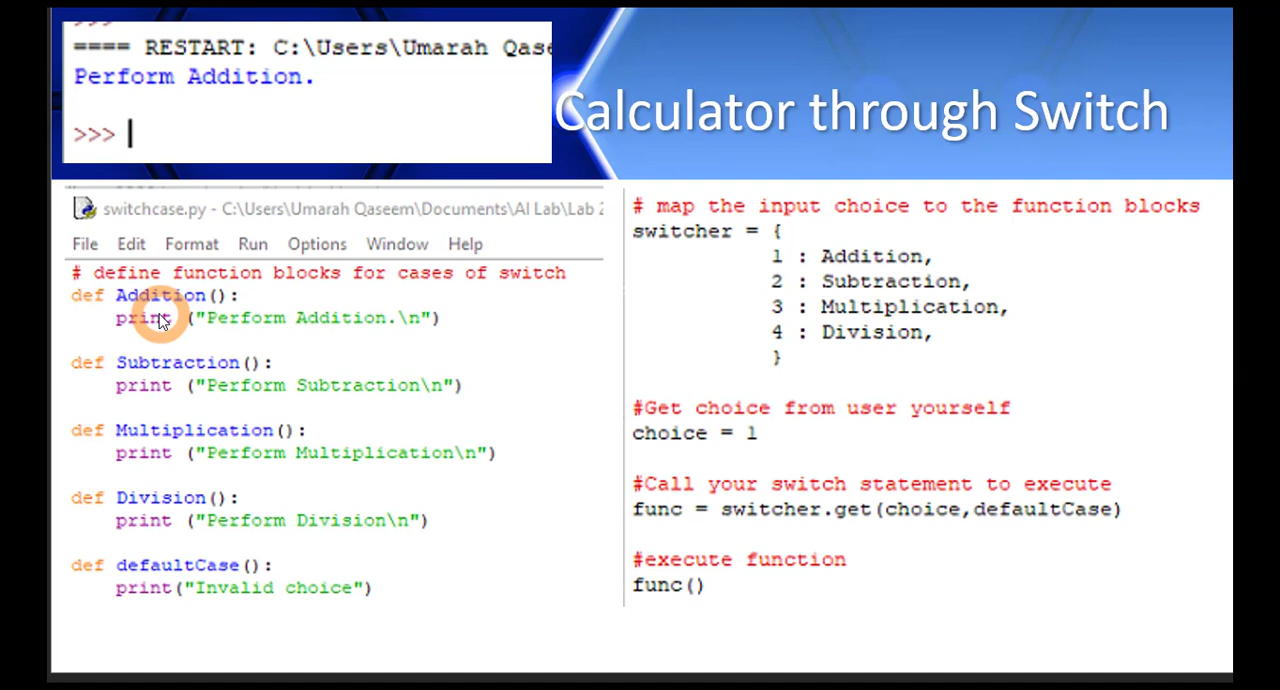 >>>
==== RESTART: C:\Users\Umarah Qase
Perform Addition.
>>>
Calculator through Switch
switchcase.py - C:\Users\Umarah Qaseem\Documents\AI Lab\Lab 2
File Edit Format Run Options Window Help
# define function blocks for cases of switch
def Addition():
    print ("Perform Addition.\n")
def Subtraction():
    print ("Perform Subtraction\n")
def Multiplication():
    print ("Perform Multiplication\n")
def Division():
    print ("Perform Division\n")
def defaultCase():
    print("Invalid choice")
# map the input choice to the function blocks
switcher = {
1 : Addition,
2 : Subtraction,
3 : Multiplication,
4 : Division,
}
#Get choice from user yourself
choice = 1
#Call your switch statement to execute
func = switcher.get(choice,defaultCase)
#execute function
func()